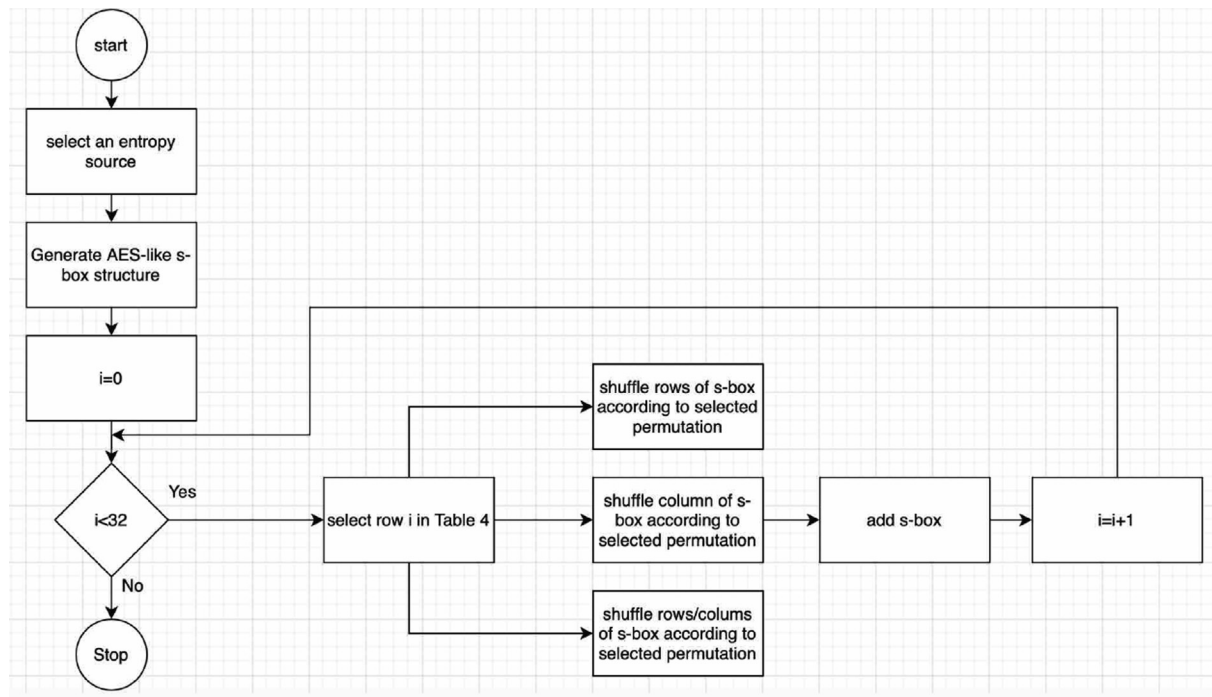 start
select an entropy
source
Generate AES-like s-
box structure
i=0
i<32
Yes
No
Stop
select row i in Table 4
shuffle rows of s-box
according to selected
permutation
shuffle column of s-
box according to
selected permutation
shuffle rows/colums
of s-box according to
selected permutation
add s-box
i=i+1